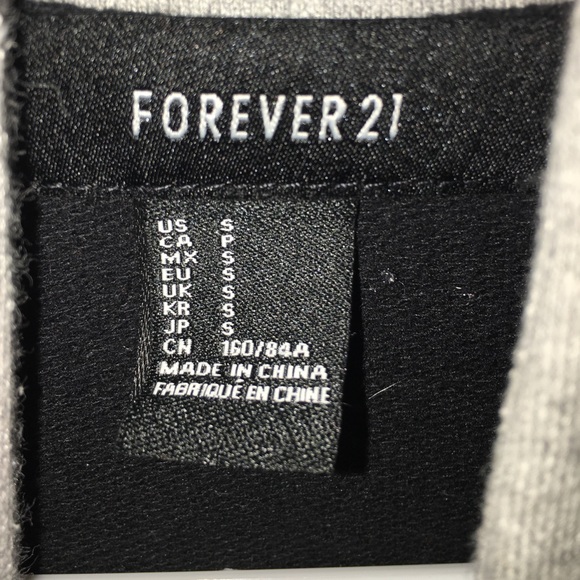 FOREVER 21
US S
CA P
MX S
EU S
UK S
KR S
JP S
CN 160/84A
MADE IN CHINA
FABRIQUÉ EN CHINE